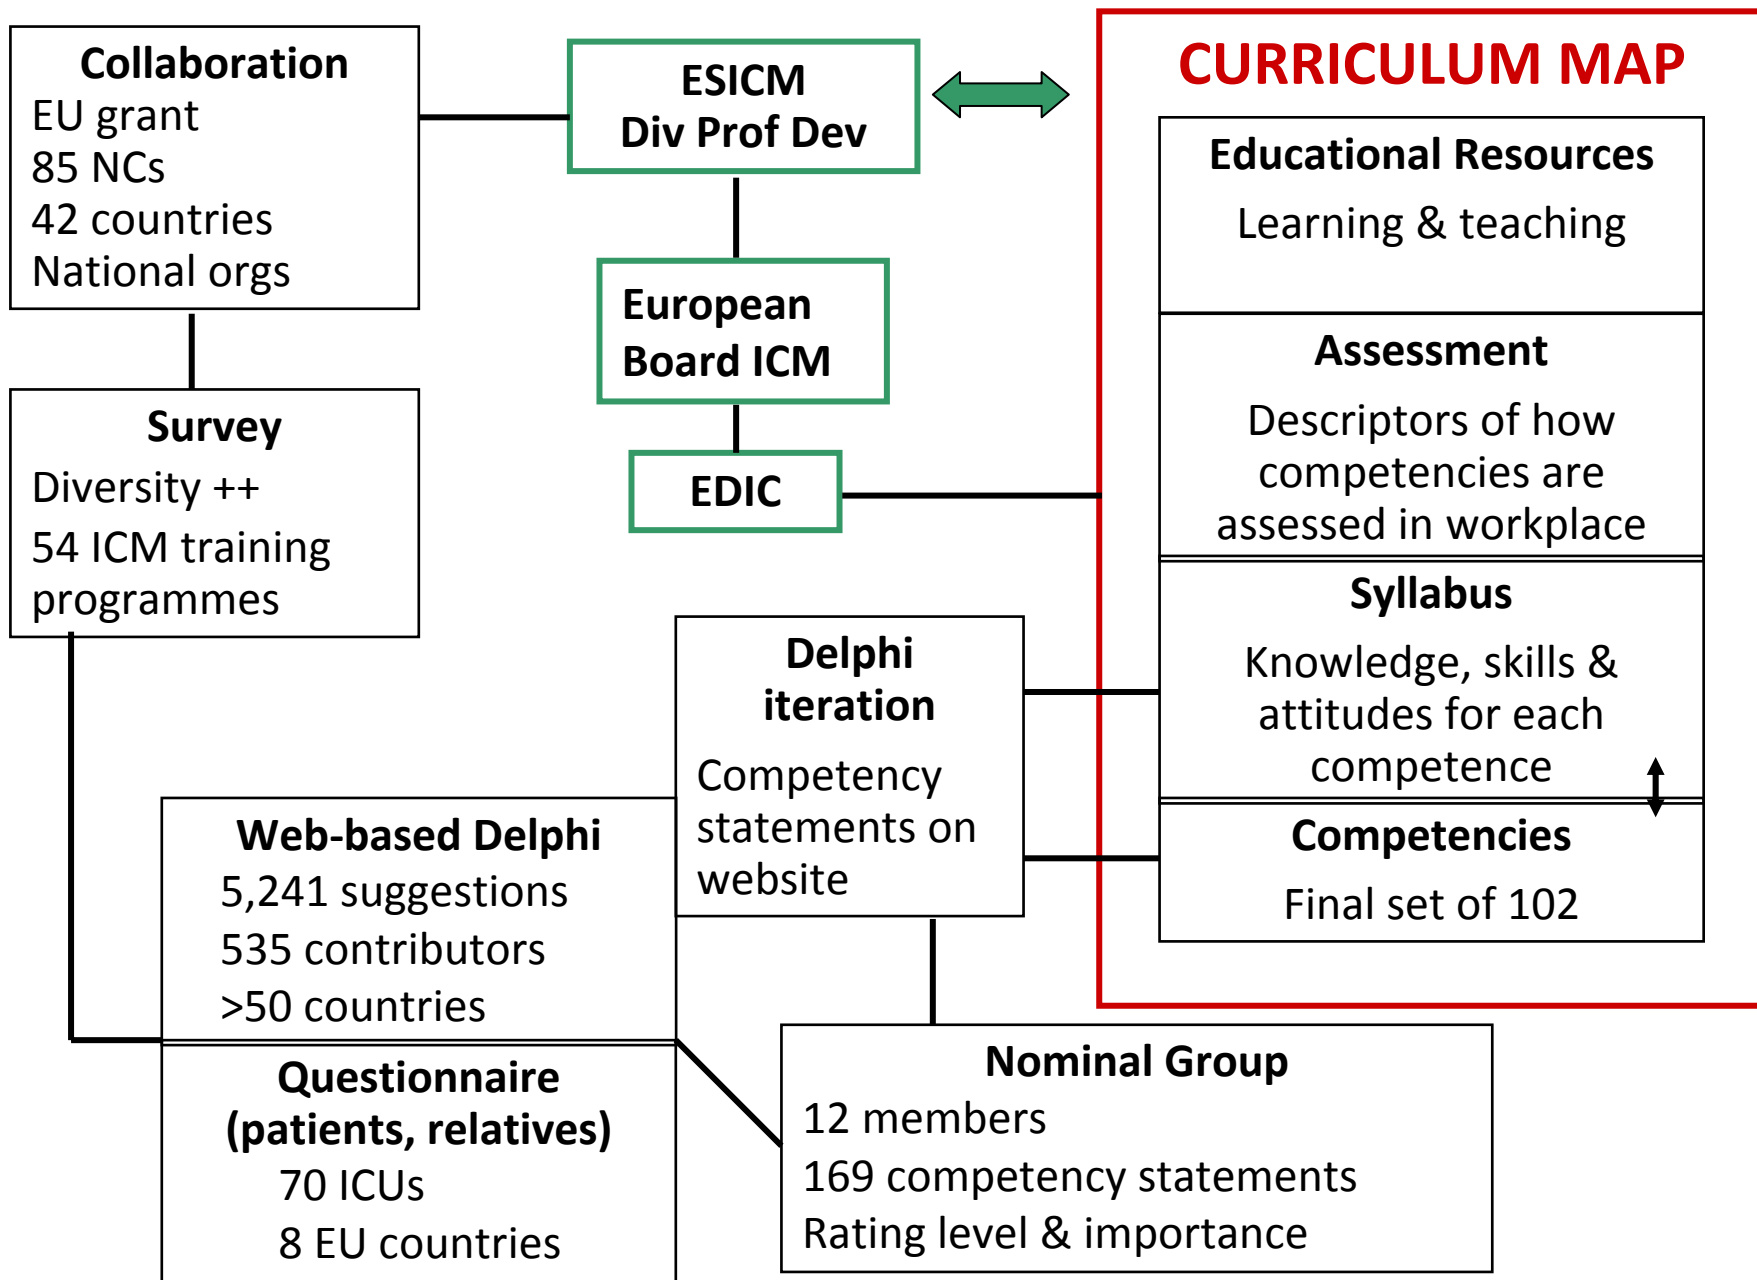 Collaboration
EU grant
85 NCs
42 countries
National orgs
ESICM
Div Prof Dev
European
Board ICM
EDIC
Survey
Diversity ++
54 ICM training
programmes
Web-based Delphi
5,241 suggestions
535 contributors
>50 countries
Questionnaire
(patients, relatives)
70 ICUs
8 EU countries
Nominal Group
12 members
169 competency statements
Rating level & importance
Delphi
iteration
Competency
statements on
website
CURRICULUM MAP
Educational Resources
Learning & teaching
Assessment
Descriptors of how
competencies are
assessed in workplace
Syllabus
Knowledge, skills &
attitudes for each
competence
Competencies
Final set of 102